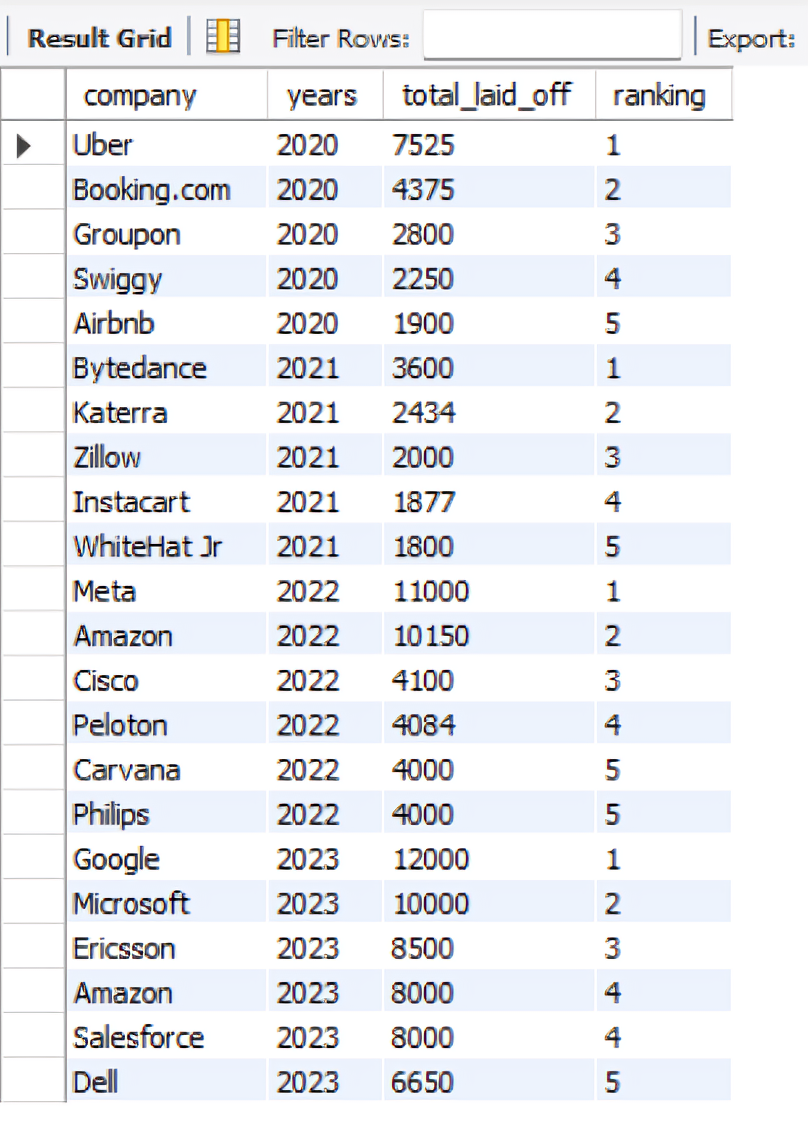 Result Grid Filter Rows: Export:
company years total_laid_off ranking
Uber 2020 7525 1
Booking.com 2020 4375 2
Groupon 2020 2800 3
Swiggy 2020 2250 4
Airbnb 2020 1900 5
Bytedance 2021 3600 1
Katerra 2021 2434 2
Zillow 2021 2000 3
Instacart 2021 1877 4
WhiteHat Jr 2021 1800 5
Meta 2022 11000 1
Amazon 2022 10150 2
Cisco 2022 4100 3
Peloton 2022 4084 4
Carvana 2022 4000 5
Philips 2022 4000 5
Google 2023 12000 1
Microsoft 2023 10000 2
Ericsson 2023 8500 3
Amazon 2023 8000 4
Salesforce 2023 8000 4
Dell 2023 6650 5